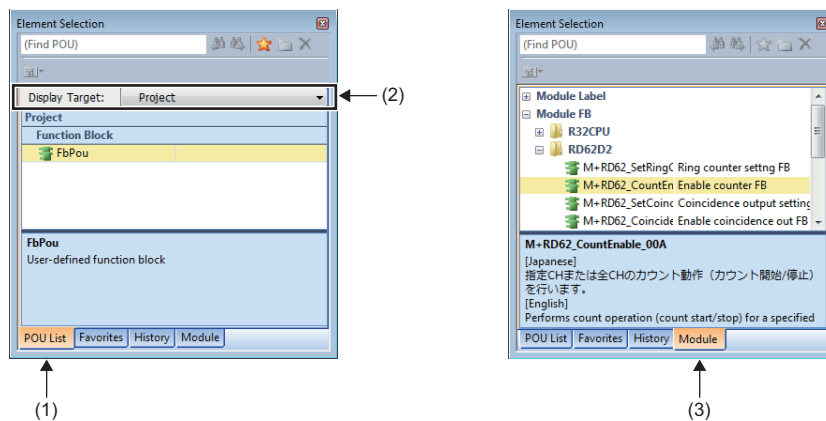 Element Selection
(Find POU)
Display Target: Project
Project
Function Block
FbPou
FbPou
User-defined function block
POU List Favorites History Module
(1)
(2)
Element Selection
(Find POU)
Module Label
Module FB
R32CPU
RD62D2
M+RD62_SetRingC Ring counter settng FB
M+RD62_CountEn Enable counter FB
M+RD62_SetCoinc Coincidence output setting
M+RD62_Coincide Enable coincidence out FB
M+RD62_CountEnable_00A
[Japanese]
指定CHまたは全CHのカウント動作（カウント開始/停止）
を行います。
[English]
Performs count operation (count start/stop) for a specified
POU List Favorites History Module
(3)